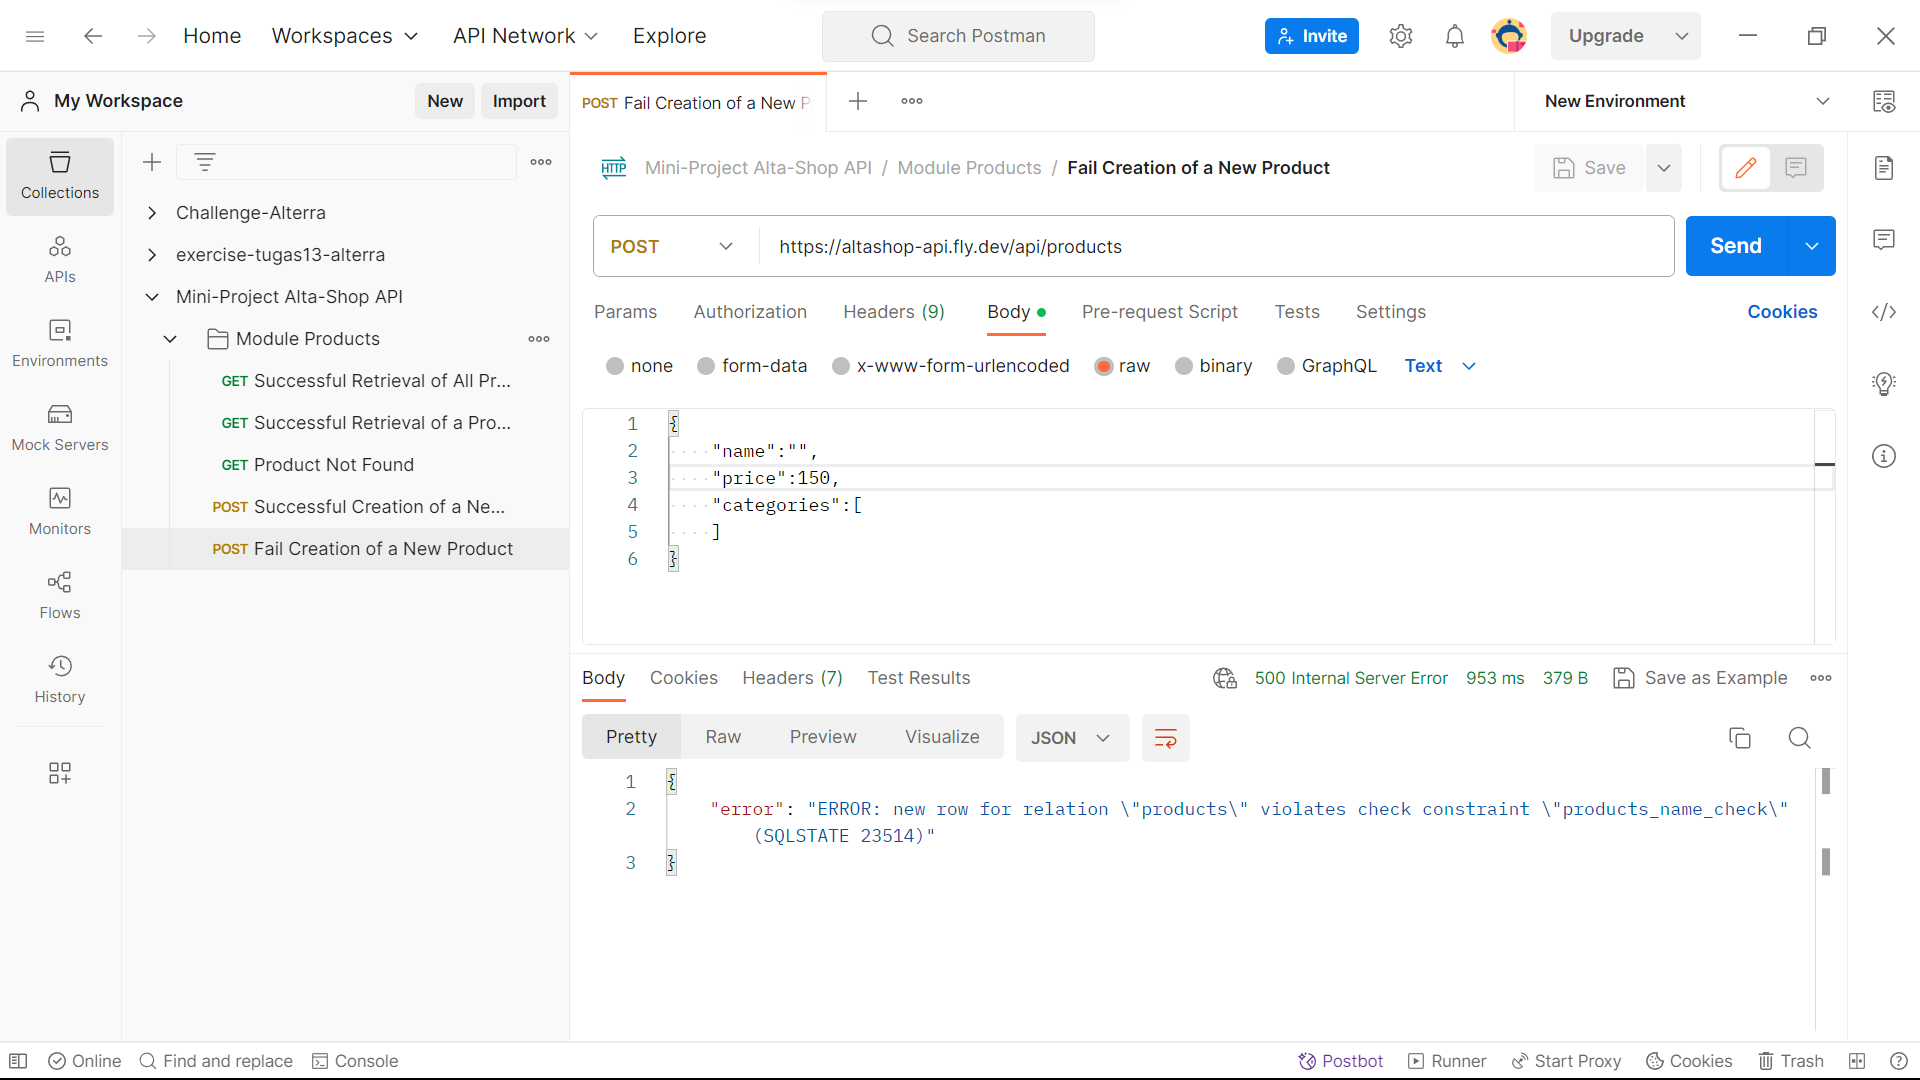 Home Workspaces API Network Explore Search Postman Invite Upgrade
My Workspace New Import
POST Fail Creation of a New P New Environment
Collections
APIs
Environments
Mock Servers
Monitors
Flows
History
Challenge-Alterra
exercise-tugas13-alterra
Mini-Project Alta-Shop API
Module Products
GET Successful Retrieval of All Pr...
GET Successful Retrieval of a Pro...
GET Product Not Found
POST Successful Creation of a Ne...
POST Fail Creation of a New Product
HTTP Mini-Project Alta-Shop API / Module Products / Fail Creation of a New Product Save
POST https://altashop-api.fly.dev/api/products Send
Params Authorization Headers (9) Body Pre-request Script Tests Settings Cookies
none form-data x-www-form-urlencoded raw binary GraphQL Text
1 {
2 "name":"",
3 "price":150,
4 "categories":[
5 ]
6 }
Body Cookies Headers (7) Test Results 500 Internal Server Error 953 ms 379 B Save as Example
Pretty Raw Preview Visualize JSON
1 {
2 "error": "ERROR: new row for relation \"products\" violates check constraint \"products_name_check\"
(SQLSTATE 23514)"
3 }
Online Find and replace Console Postbot Runner Start Proxy Cookies Trash